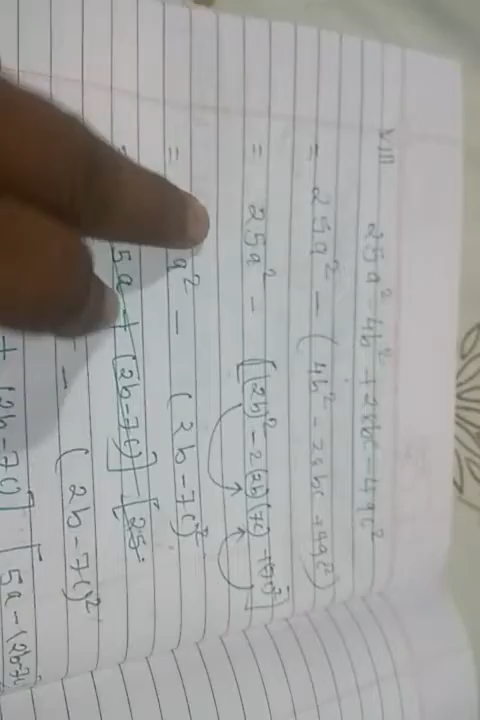 VIII 25a² - 4b² + 28bc - 49c²
= 25a² - (4b² - 28bc + 49c²)
= 25a² - [(2b)² - 2(2b)(7c) + (7c)²]
= a² - (2b-7c)²
5a + (2b-7c)] - [25
- (2b-7c)²
+ (2b-7c)] [5a - (2b-7c